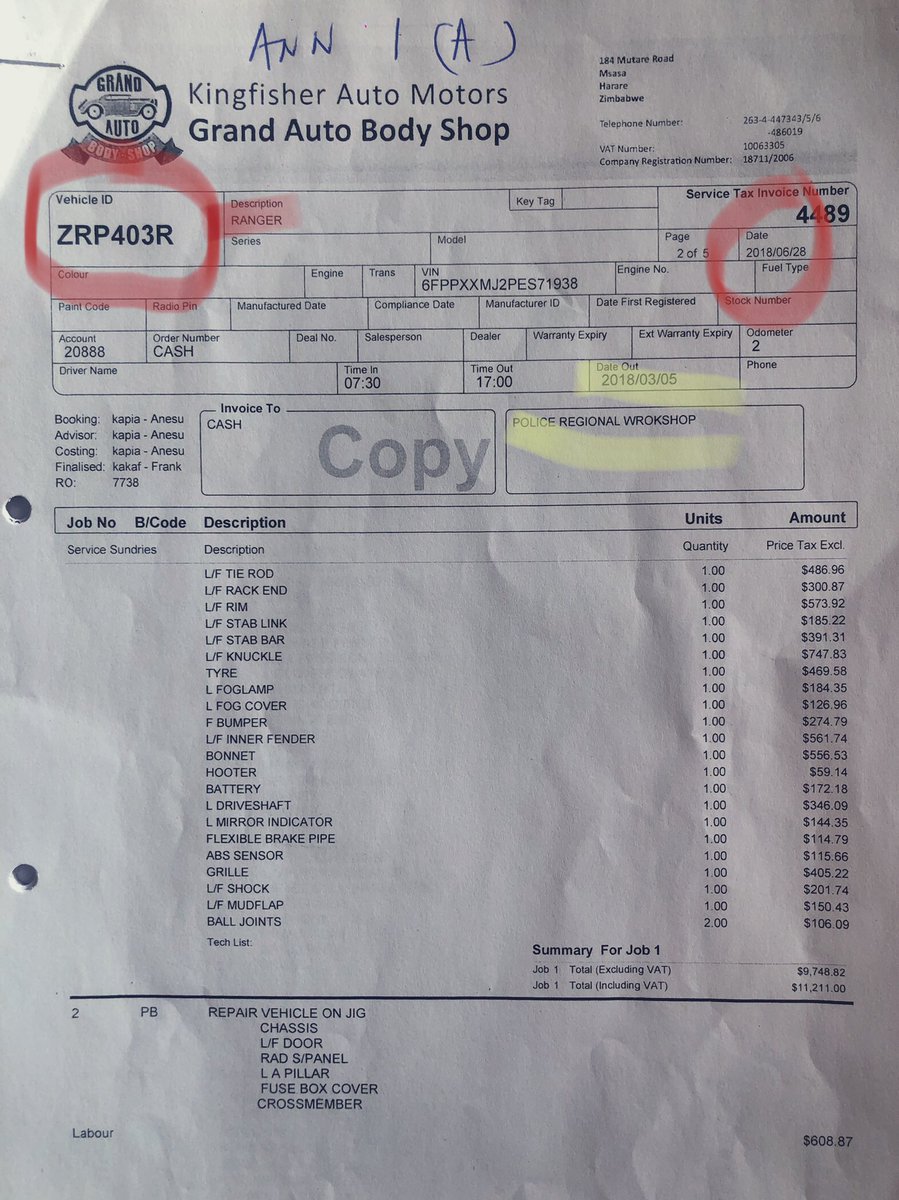 ANN 1 (A)
GRAND
AUTO
BODY SHOP
Kingfisher Auto Motors
Grand Auto Body Shop
184 Mutare Road
Msasa
Harare
Zimbabwe
Telephone Number: 263-4-447343/5/6
-486019
VAT Number: 10063305
Company Registration Number: 18711/2006
Vehicle ID
ZRP403R
Description
RANGER
Key Tag
Service Tax Invoice Number
4489
Series
Model
Page
2 of 5
Date
2018/06/28
Colour
Engine
Trans
VIN
6FPPXXMJ2PES71938
Engine No.
Fuel Type
Paint Code
Radio Pin
Manufactured Date
Compliance Date
Manufacturer ID
Date First Registered
Stock Number
Account
20888
Order Number
CASH
Deal No.
Salesperson
Dealer
Warranty Expiry
Ext Warranty Expiry
Odometer
2
Driver Name
Time In
07:30
Time Out
17:00
Date Out
2018/03/05
Phone
Booking: kapia - Anesu
Advisor: kapia - Anesu
Costing: kapia - Anesu
Finalised: kakaf - Frank
RO: 7738
Invoice To
CASH
Copy
POLICE REGIONAL WROKSHOP
Job No B/Code Description Units Amount
Service Sundries Description Quantity Price Tax Excl.
L/F TIE ROD 1.00 $486.96
L/F RACK END 1.00 $300.87
L/F RIM 1.00 $573.92
L/F STAB LINK 1.00 $185.22
L/F STAB BAR 1.00 $391.31
L/F KNUCKLE 1.00 $747.83
TYRE 1.00 $469.58
L FOGLAMP 1.00 $184.35
L FOG COVER 1.00 $126.96
F BUMPER 1.00 $274.79
L/F INNER FENDER 1.00 $561.74
BONNET 1.00 $556.53
HOOTER 1.00 $59.14
BATTERY 1.00 $172.18
L DRIVESHAFT 1.00 $346.09
L MIRROR INDICATOR 1.00 $144.35
FLEXIBLE BRAKE PIPE 1.00 $114.79
ABS SENSOR 1.00 $115.66
GRILLE 1.00 $405.22
L/F SHOCK 1.00 $201.74
L/F MUDFLAP 1.00 $150.43
BALL JOINTS 2.00 $106.09
Tech List:
Summary For Job 1
Job 1 Total (Excluding VAT) $9,748.82
Job 1 Total (Including VAT) $11,211.00
2 PB REPAIR VEHICLE ON JIG
CHASSIS
L/F DOOR
RAD S/PANEL
L A PILLAR
FUSE BOX COVER
CROSSMEMBER
Labour $608.87